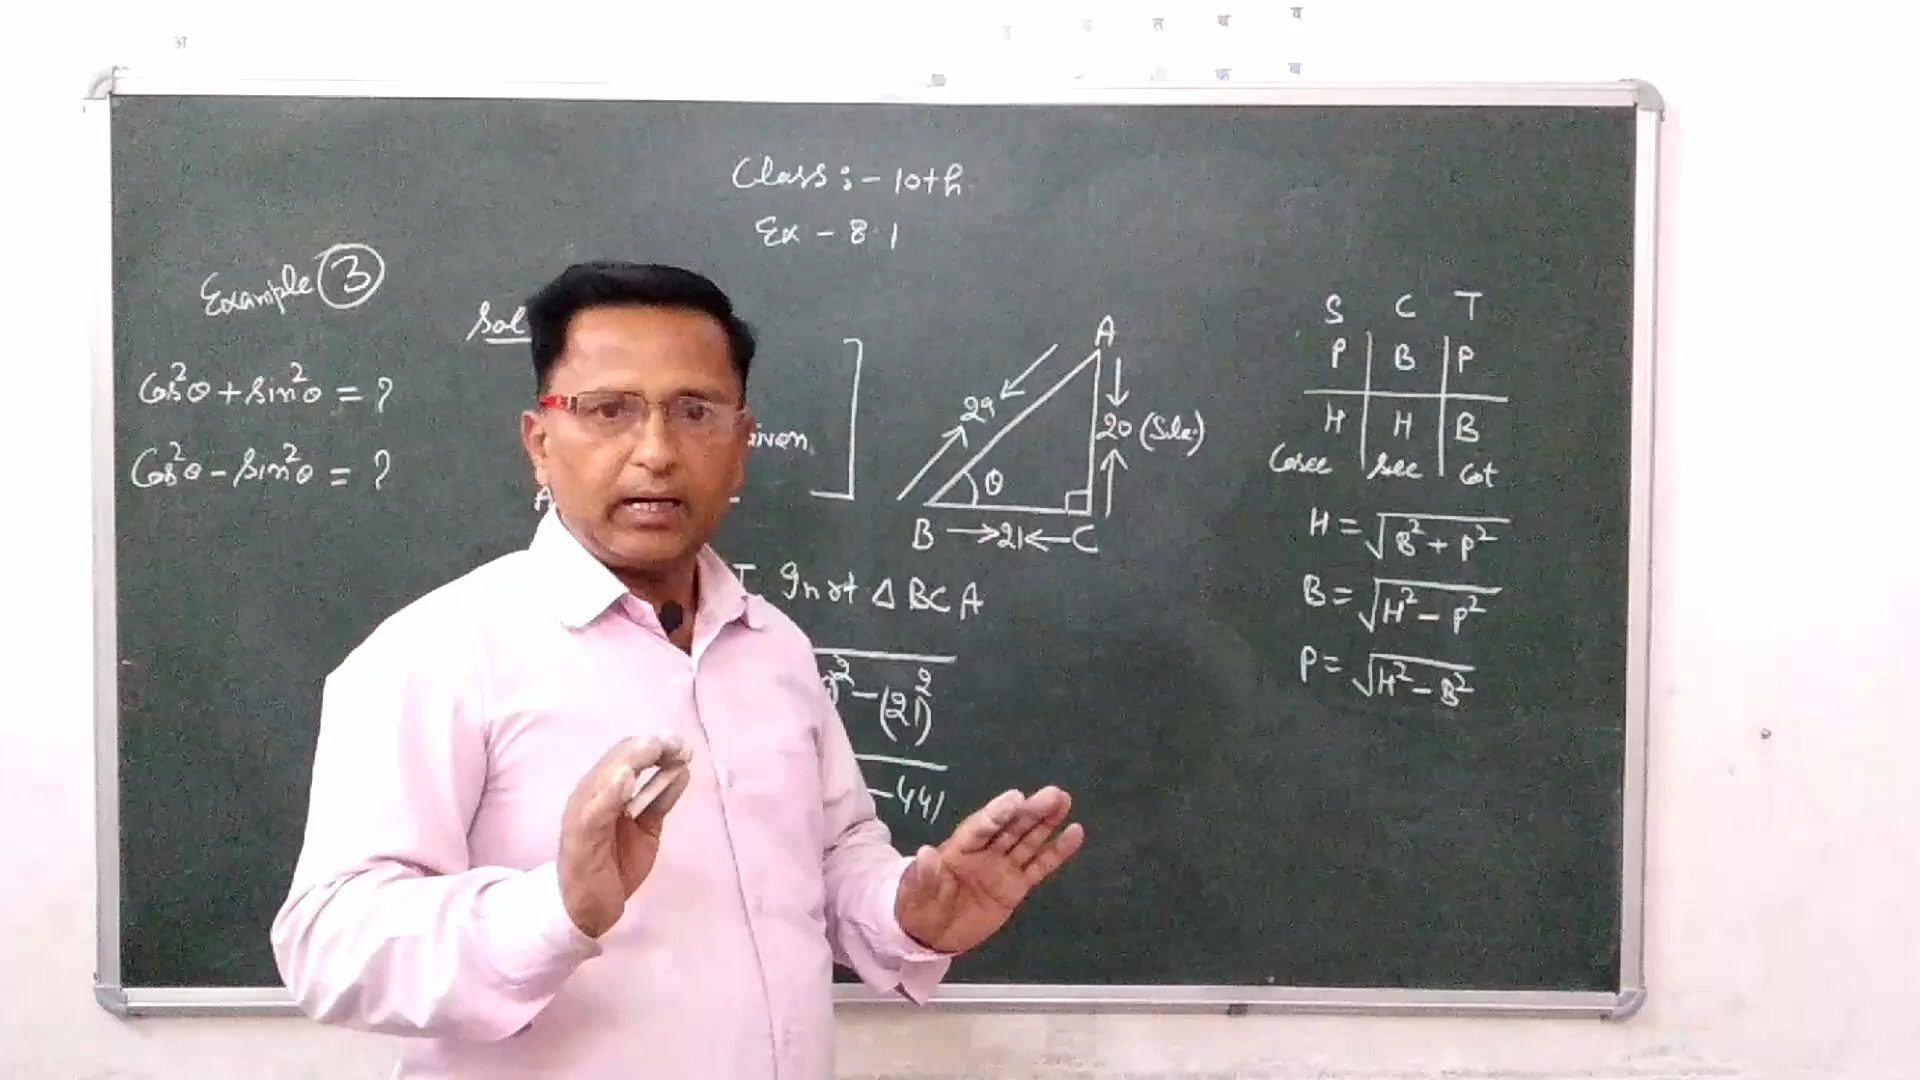 अ
त थ व
क ब
Class :- 10th
Ex - 8.1
Example 3
Cos²θ + Sin²θ = ?
Cos²θ - Sin²θ = ?
Sol
A
29
20 (Side)
θ
B → 21 ← C
In rt Δ BCA
² - (21)²
- 441
S C T
P B P
H H B
Cosec Sec Cot
H = √B² + P²
B = √H² - P²
P = √H² - B²